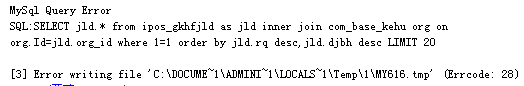 MySql Query Error
SQL:SELECT jld.* from ipos_gkhfjld as jld inner join com_base_kehu org on
org.Id=jld.org_id where 1=1 order by jld.rq desc,jld.djbh desc LIMIT 20
[3] Error writing file 'C:\DOCUME~1\ADMINI~1\LOCALS~1\Temp\1\MY616.tmp' (Errcode: 28)